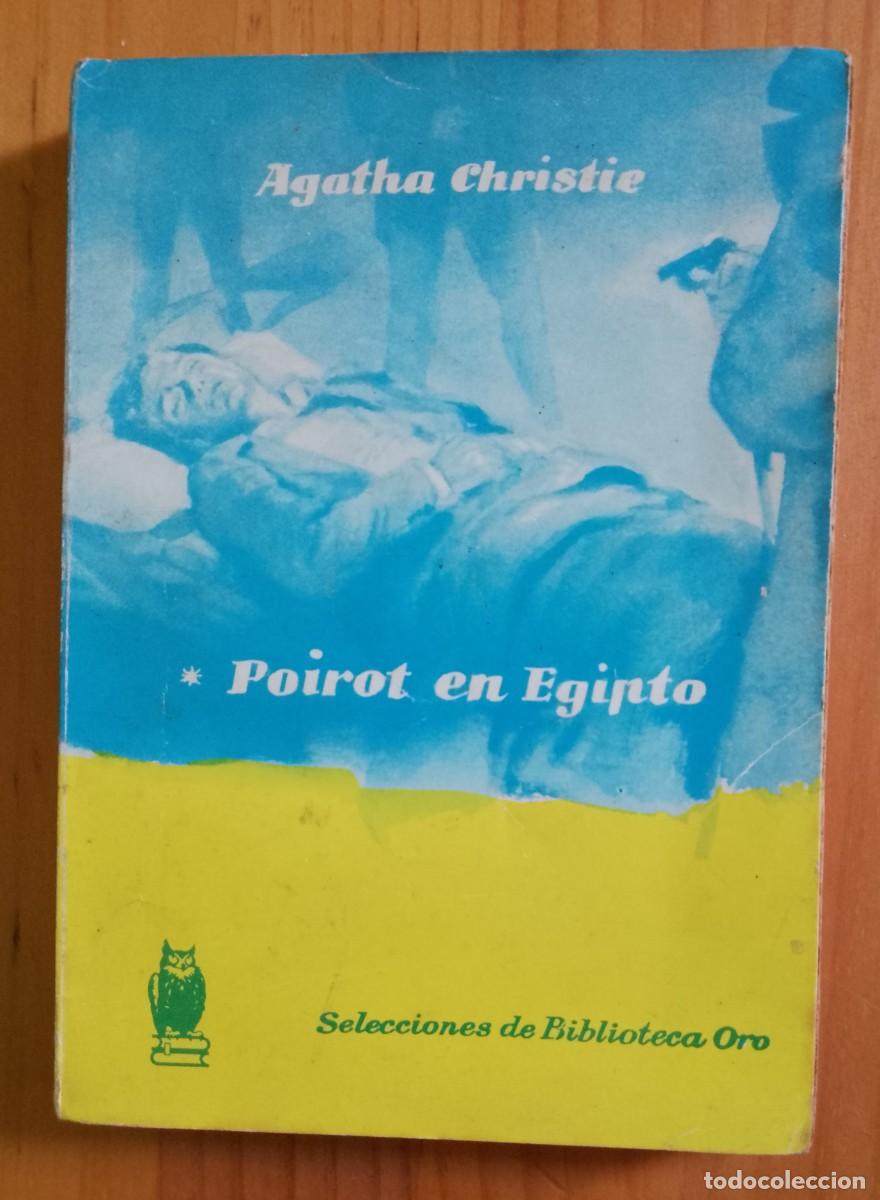 Agatha Christie
* Poirot en Egipto
Selecciones de Biblioteca Oro
todocoleccion